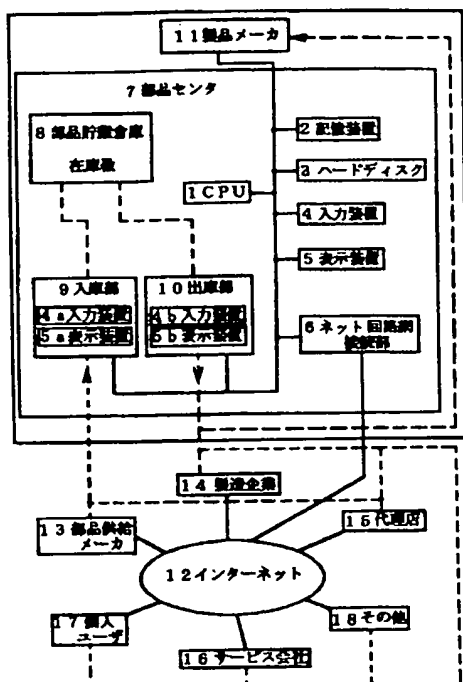 11製品メーカ
7部品センタ
8部品貯蔵倉庫
在庫数
2記憶装置
3ハードディスク
1CPU
4入力装置
5表示装置
9入庫部
4a入力装置
5a表示装置
10出庫部
4b入力装置
5b表示装置
6ネット回路網
接続部
14製造企業
13部品供給
メーカ
15代理店
12インターネット
17個人
ユーザ
18その他
16サービス会社